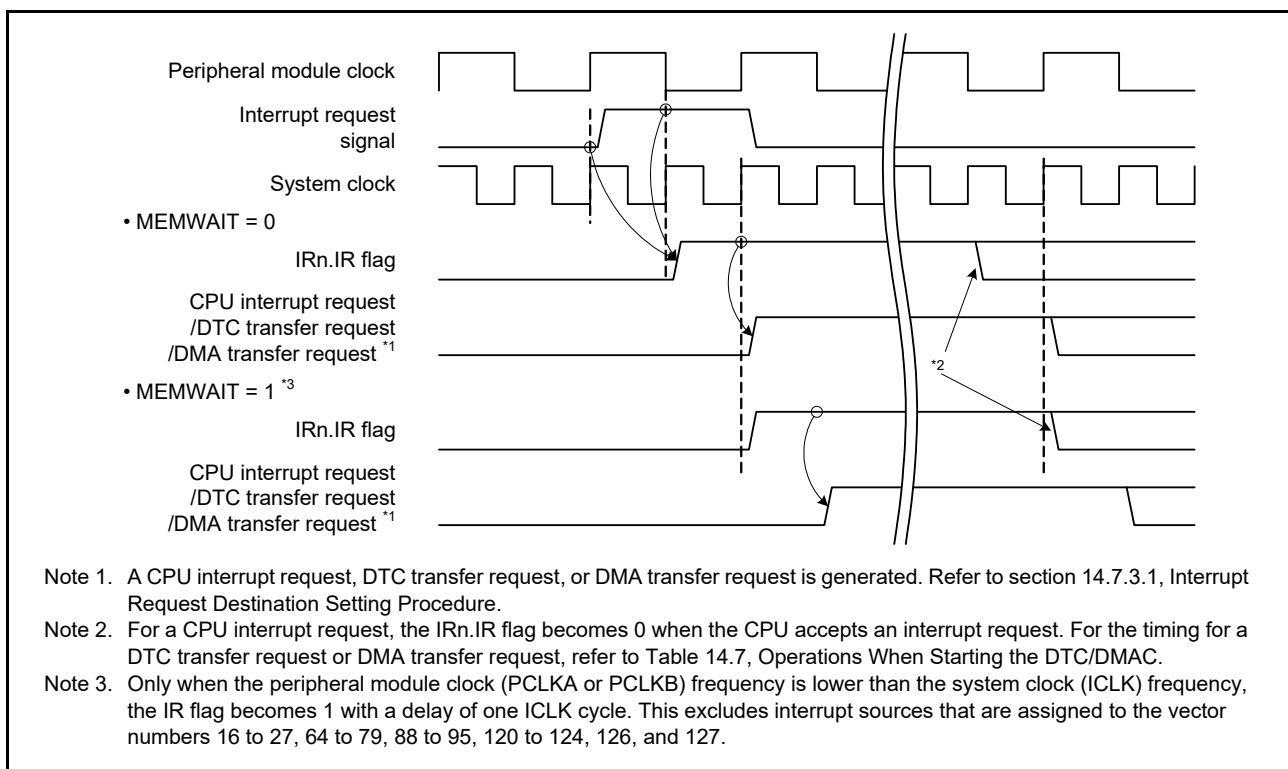 Peripheral module clock
Interrupt request
signal
System clock
• MEMWAIT = 0
IRn.IR flag
CPU interrupt request
/DTC transfer request
/DMA transfer request *1
*2
• MEMWAIT = 1 *3
IRn.IR flag
CPU interrupt request
/DTC transfer request
/DMA transfer request *1
Note 1. A CPU interrupt request, DTC transfer request, or DMA transfer request is generated. Refer to section 14.7.3.1, Interrupt
Request Destination Setting Procedure.
Note 2. For a CPU interrupt request, the IRn.IR flag becomes 0 when the CPU accepts an interrupt request. For the timing for a
DTC transfer request or DMA transfer request, refer to Table 14.7, Operations When Starting the DTC/DMAC.
Note 3. Only when the peripheral module clock (PCLKA or PCLKB) frequency is lower than the system clock (ICLK) frequency,
the IR flag becomes 1 with a delay of one ICLK cycle. This excludes interrupt sources that are assigned to the vector
numbers 16 to 27, 64 to 79, 88 to 95, 120 to 124, 126, and 127.